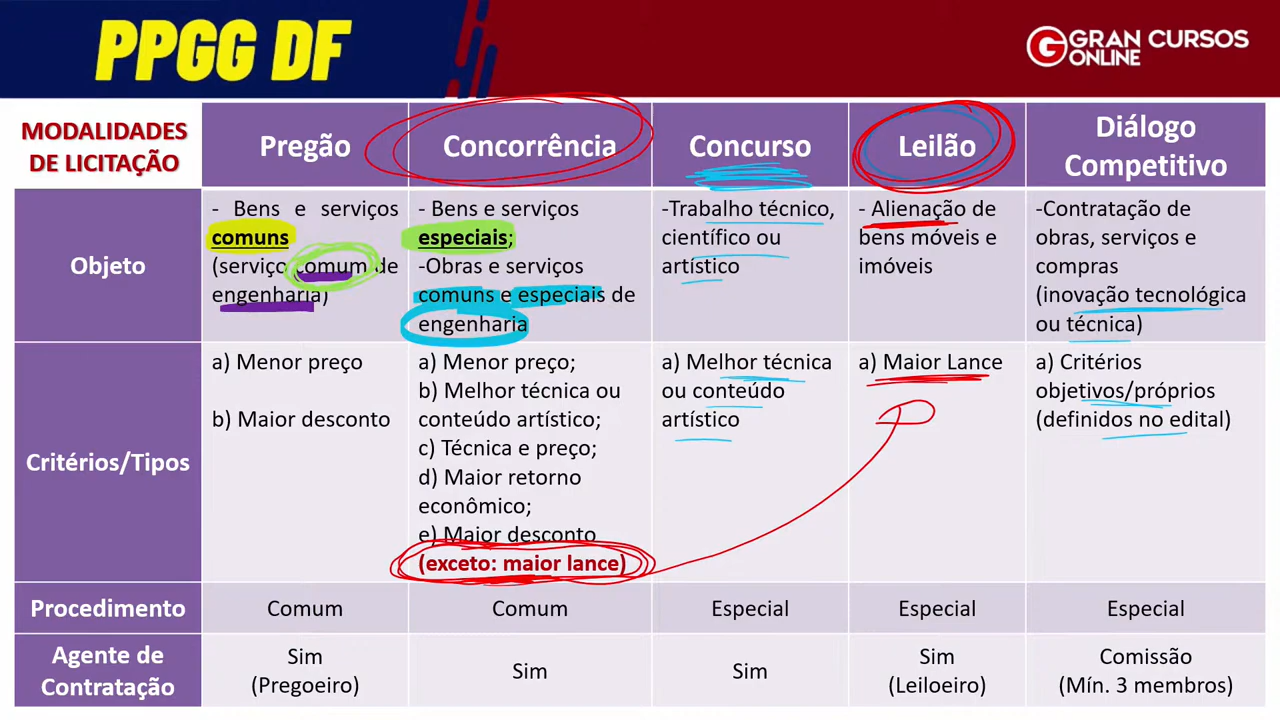 PPGG DF
GRAN CURSOS
ONLINE
MODALIDADES
DE LICITAÇÃO
Pregão
Concorrência
Concurso
Leilão
Diálogo
Competitivo
Objeto
- Bens e serviços
comuns
(serviço comum de
engenharia)
- Bens e serviços
especiais;
-Obras e serviços
comuns e especiais de
engenharia
-Trabalho técnico,
científico ou
artístico
- Alienação de
bens móveis e
imóveis
-Contratação de
obras, serviços e
compras
(inovação tecnológica
ou técnica)
Critérios/Tipos
a) Menor preço
b) Maior desconto
a) Menor preço;
b) Melhor técnica ou
conteúdo artístico;
c) Técnica e preço;
d) Maior retorno
econômico;
e) Maior desconto
(exceto: maior lance)
a) Melhor técnica
ou conteúdo
artístico
a) Maior Lance
a) Critérios
objetivos/próprios
(definidos no edital)
Procedimento
Comum
Comum
Especial
Especial
Especial
Agente de
Contratação
Sim
(Pregoeiro)
Sim
Sim
Sim
(Leiloeiro)
Comissão
(Mín. 3 membros)